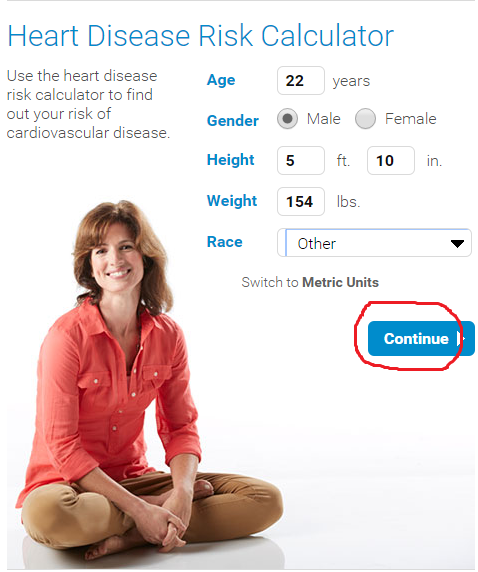 Heart Disease Risk Calculator
Use the heart disease
risk calculator to find
out your risk of
cardiovascular disease.
Age 22 years
Gender Male Female
Height 5 ft. 10 in.
Weight 154 lbs.
Race Other
Switch to Metric Units
Continue